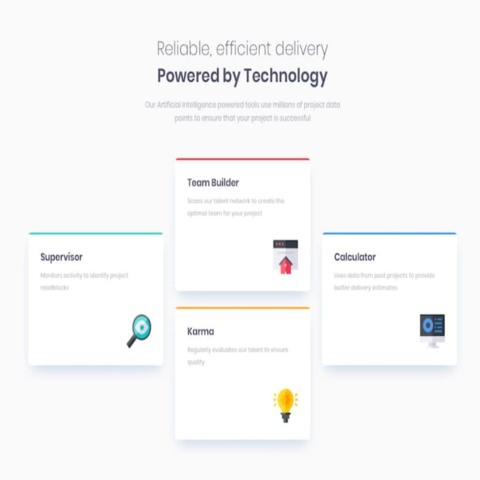 Reliable, efficient delivery
Powered by Technology
Our Artificial Intelligence powered tools use millions of project data
points to ensure that your project is successful
Supervisor
Monitors activity to identify project
roadblocks
Team Builder
Scans our talent network to create the
optimal team for your project
Karma
Regularly evaluates our talent to ensure
quality
Calculator
Uses data from past projects to provide
better delivery estimates